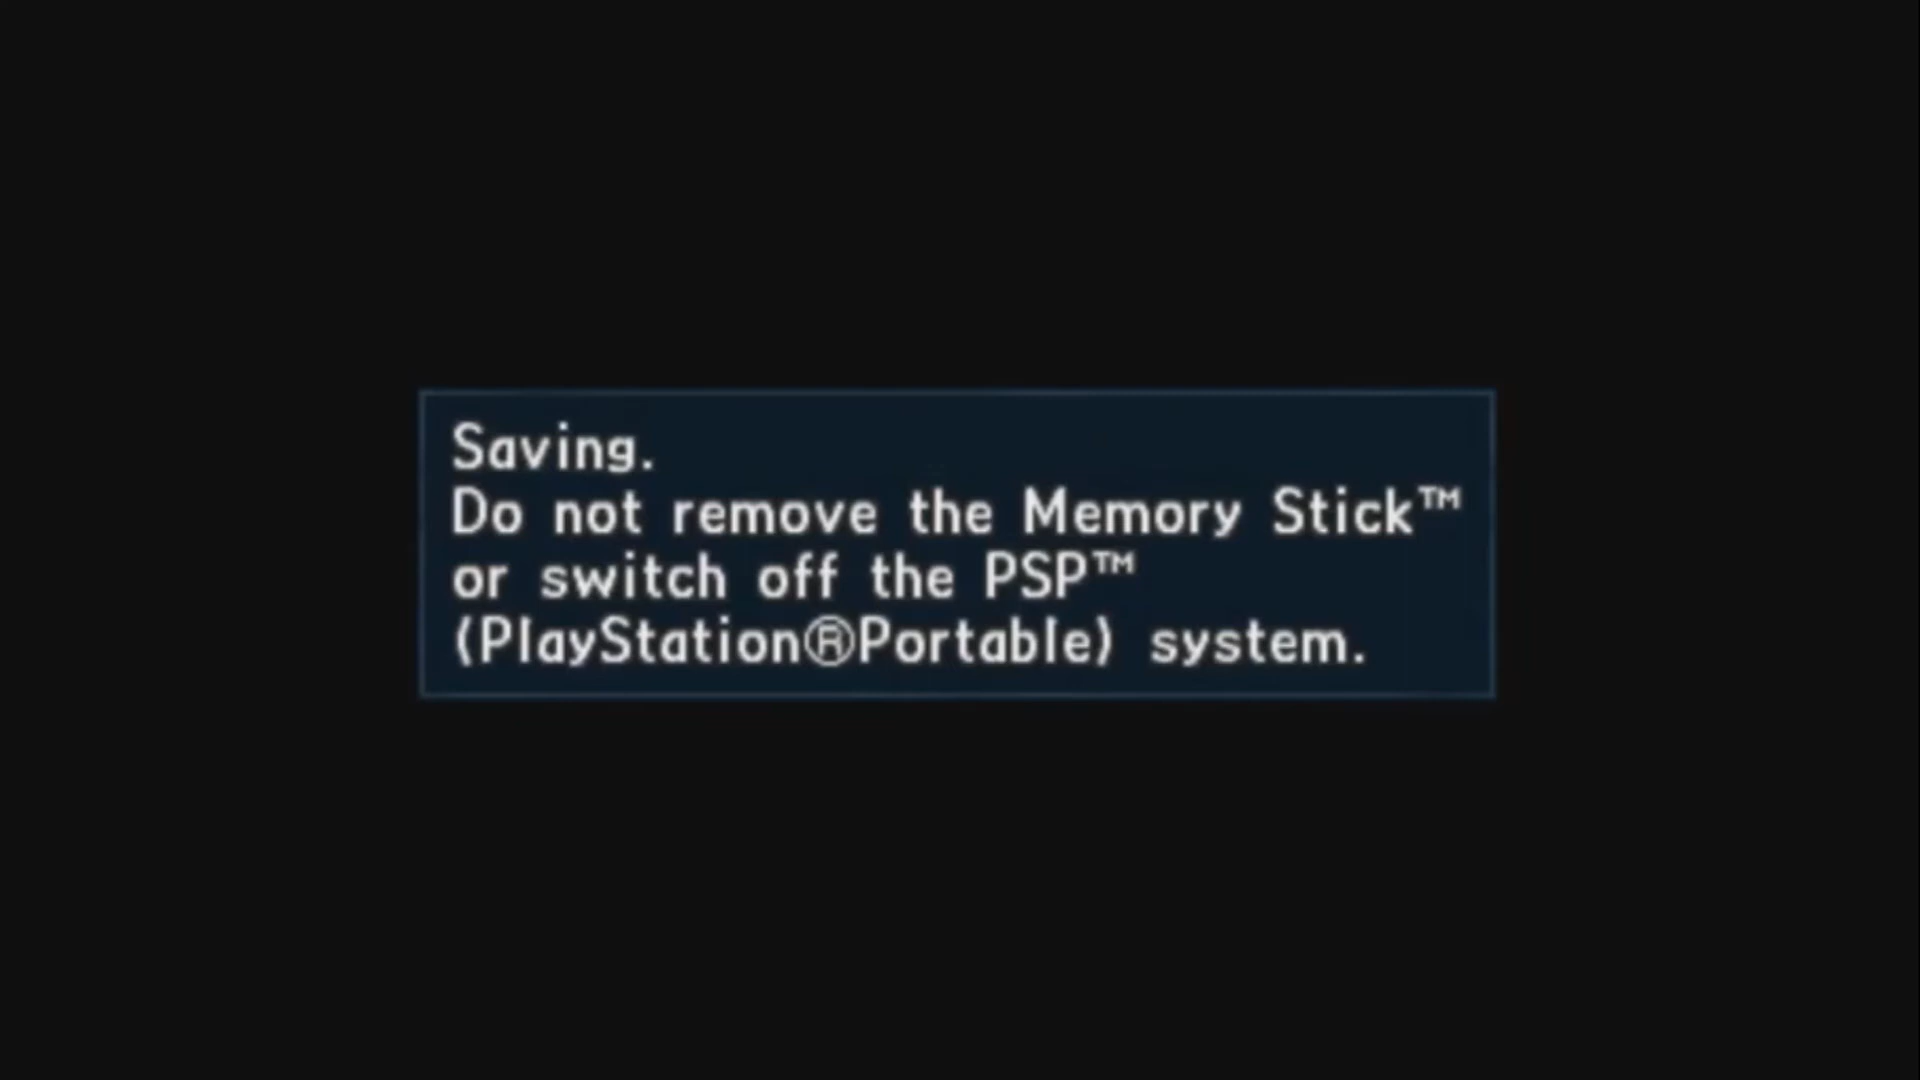 Saving.
Do not remove the Memory Stick™
or switch off the PSP™
(PlayStation®Portable) system.